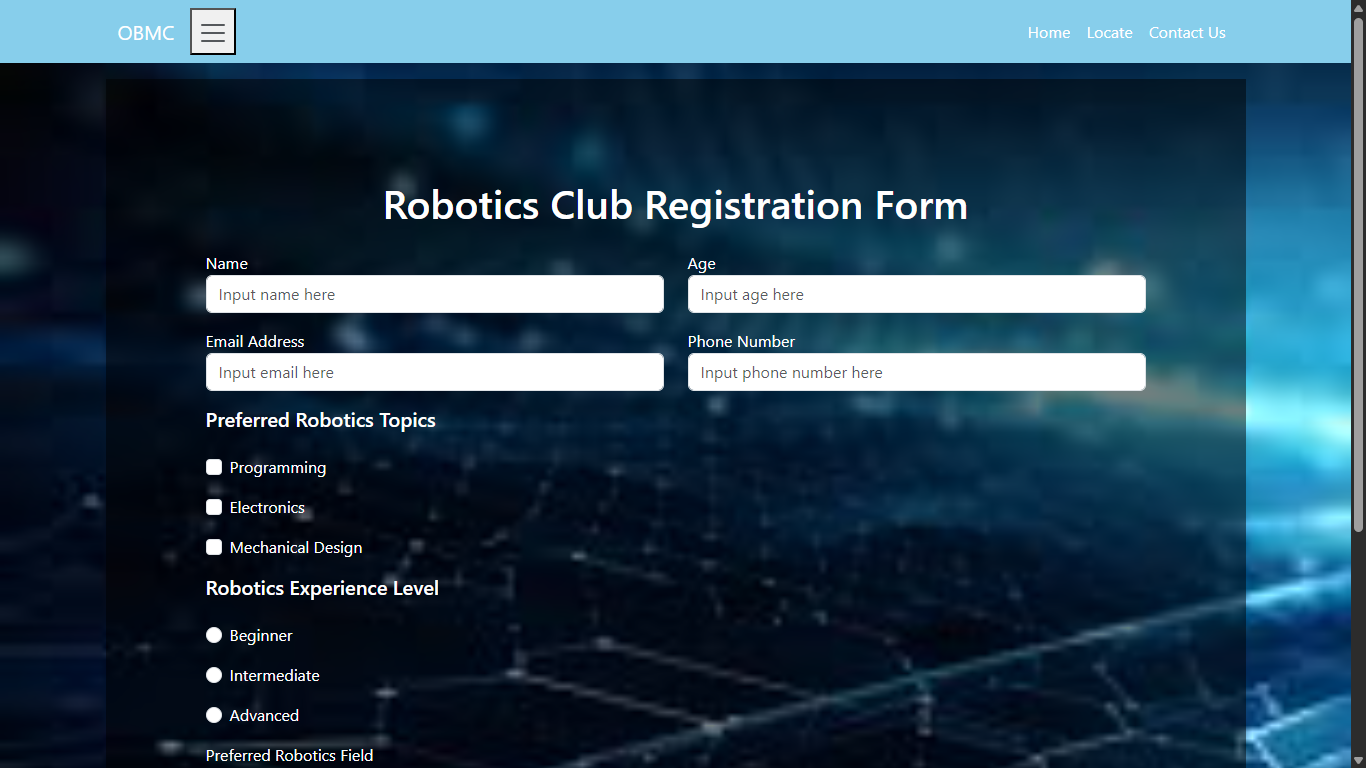 OBMC Home Locate Contact Us
Robotics Club Registration Form
Name Age
Input name here Input age here
Email Address Phone Number
Input email here Input phone number here
Preferred Robotics Topics
Programming
Electronics
Mechanical Design
Robotics Experience Level
Beginner
Intermediate
Advanced
Preferred Robotics Field